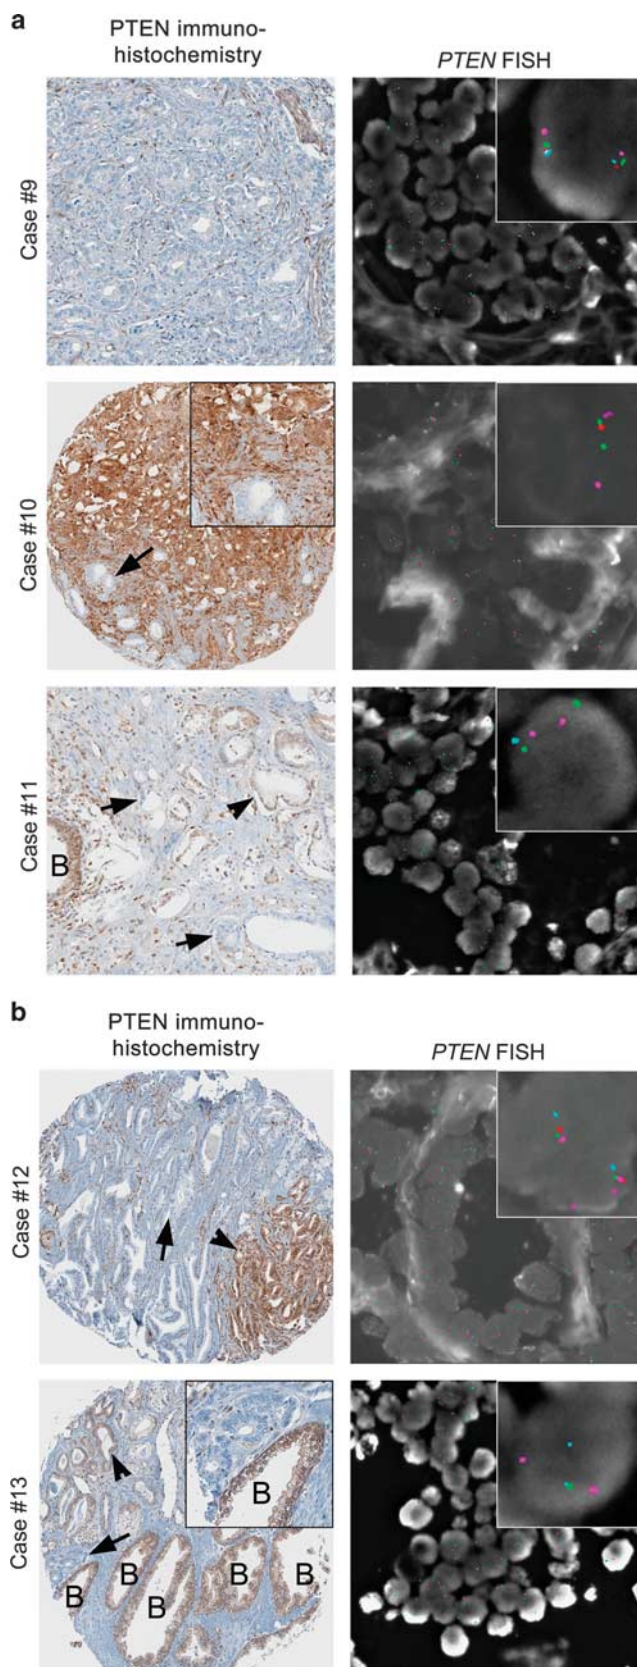 a
PTEN immuno-
histochemistry
PTEN FISH
Case #9
Case #10
Case #11
B
b
PTEN immuno-
histochemistry
PTEN FISH
Case #12
Case #13
B
B
B
B
B
B